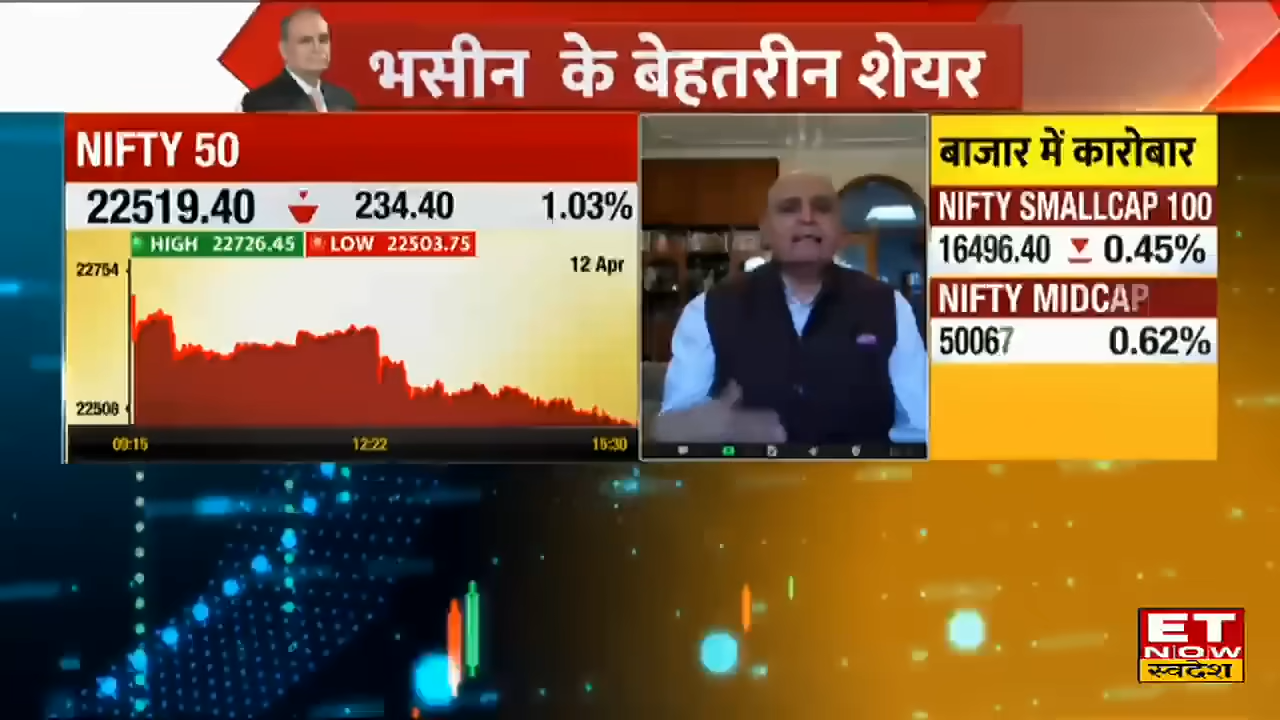 भसीन के बेहतरीन शेयर
NIFTY 50
22519.40 234.40 1.03%
HIGH 22726.45 LOW 22503.75
12 Apr
22754
22508
09:15 12:22 15:30
बाजार में कारोबार
NIFTY SMALLCAP 100
16496.40 0.45%
NIFTY MIDCAP
50067 0.62%
ET
NOW
स्वदेश